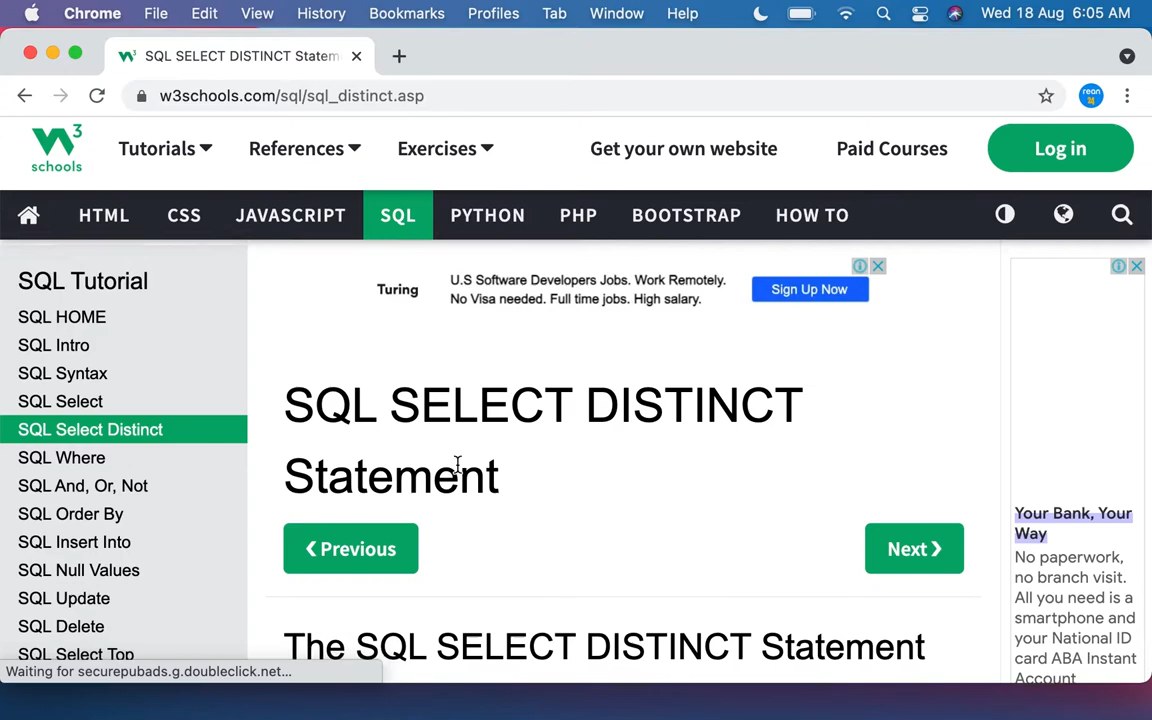 Chrome File Edit View History Bookmarks Profiles Tab Window Help Wed 18 Aug 6:05 AM
SQL SELECT DISTINCT Statem
w3schools.com/sql/sql_distinct.asp
rean
24
3
schools
Tutorials References Exercises Get your own website Paid Courses Log in
HTML CSS JAVASCRIPT SQL PYTHON PHP BOOTSTRAP HOW TO
SQL Tutorial
SQL HOME
SQL Intro
SQL Syntax
SQL Select
SQL Select Distinct
SQL Where
SQL And, Or, Not
SQL Order By
SQL Insert Into
SQL Null Values
SQL Update
SQL Delete
SQL Select Top
Turing
U.S Software Developers Jobs. Work Remotely.
No Visa needed. Full time jobs. High salary.
Sign Up Now
SQL SELECT DISTINCT
Statement
❮ Previous
Next ❯
The SQL SELECT DISTINCT Statement
Your Bank, Your
Way
No paperwork,
no branch visit.
All you need is a
smartphone and
your National ID
card ABA Instant
Account
Waiting for securepubads.g.doubleclick.net...